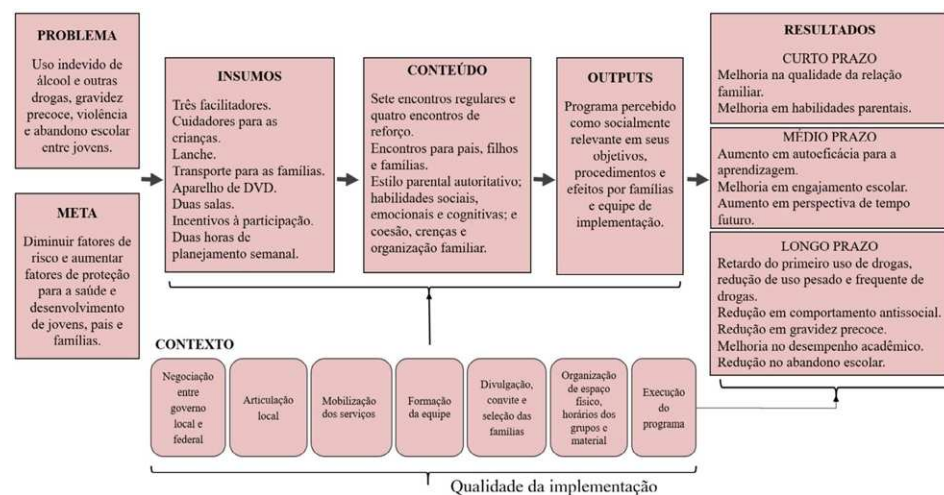 PROBLEMA
Uso indevido de
álcool e outras
drogas, gravidez
precoce, violência
e abandono escolar
entre jovens.
META
Diminuir fatores de
risco e aumentar
fatores de proteção
para a saúde e
desenvolvimento
de jovens, pais e
famílias.
INSUMOS
Três facilitadores.
Cuidadores para as
crianças.
Lanche.
Transporte para as famílias.
Aparelho de DVD.
Duas salas.
Incentivos à participação.
Duas horas de
planejamento semanal.
CONTEÚDO
Sete encontros regulares e
quatro encontros de
reforço.
Encontros para pais, filhos
e famílias.
Estilo parental autoritativo;
habilidades sociais,
emocionais e cognitivas; e
coesão, crenças e
organização familiar.
OUTPUTS
Programa percebido
como socialmente
relevante em seus
objetivos,
procedimentos e
efeitos por famílias
e equipe de
implementação.
RESULTADOS
CURTO PRAZO
Melhoria na qualidade da relação
familiar.
Melhoria em habilidades parentais.
MÉDIO PRAZO
Aumento em autoeficácia para a
aprendizagem.
Melhoria em engajamento escolar.
Aumento em perspectiva de tempo
futuro.
LONGO PRAZO
Retardo do primeiro uso de drogas,
redução de uso pesado e frequente de
drogas.
Redução em comportamento antissocial.
Redução em gravidez precoce.
Melhoria no desempenho acadêmico.
Redução no abandono escolar.
CONTEXTO
Negociação
entre
governo
local e
federal
Articulação
local
Mobilização
dos serviços
Formação
da equipe
Divulgação,
convite e
seleção das
famílias
Organização
de espaço
físico,
horários dos
grupos e
material
Execução
do
programa
Qualidade da implementação